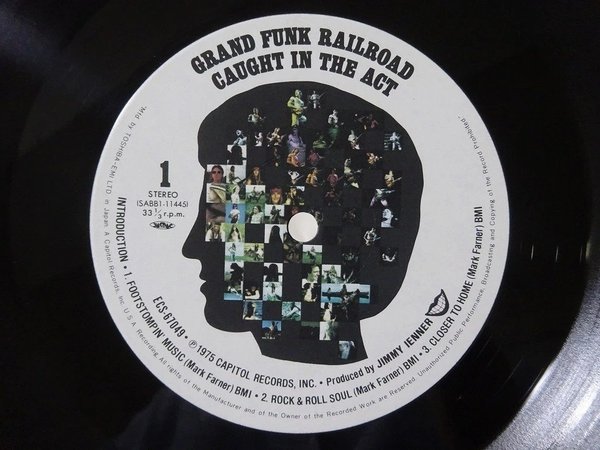 GRAND FUNK RAILROAD
CAUGHT IN THE ACT
1
STEREO
(SABB1-11445)
33 1/3 r.p.m.
INTRODUCTION • 1. FOOTSTOMPIN' MUSIC (Mark Farner) BMI • 2. ROCK & ROLL SOUL (Mark Farner) BMI • 3. CLOSER TO HOME (Mark Farner) BMI
ECS-67049 • ℗ 1975 CAPITOL RECORDS, INC. • Produced by JIMMY IENNER
"Mfd by TOSHIBA-EMI LTD in Japan. A Capitol Records, Inc. U.S.A. Recording. All rights of the Manufacturer and of the Owner of the Recorded Work are Reserved. Unauthorized Public Performance, Broadcasting and Copying of the Record Prohibited"